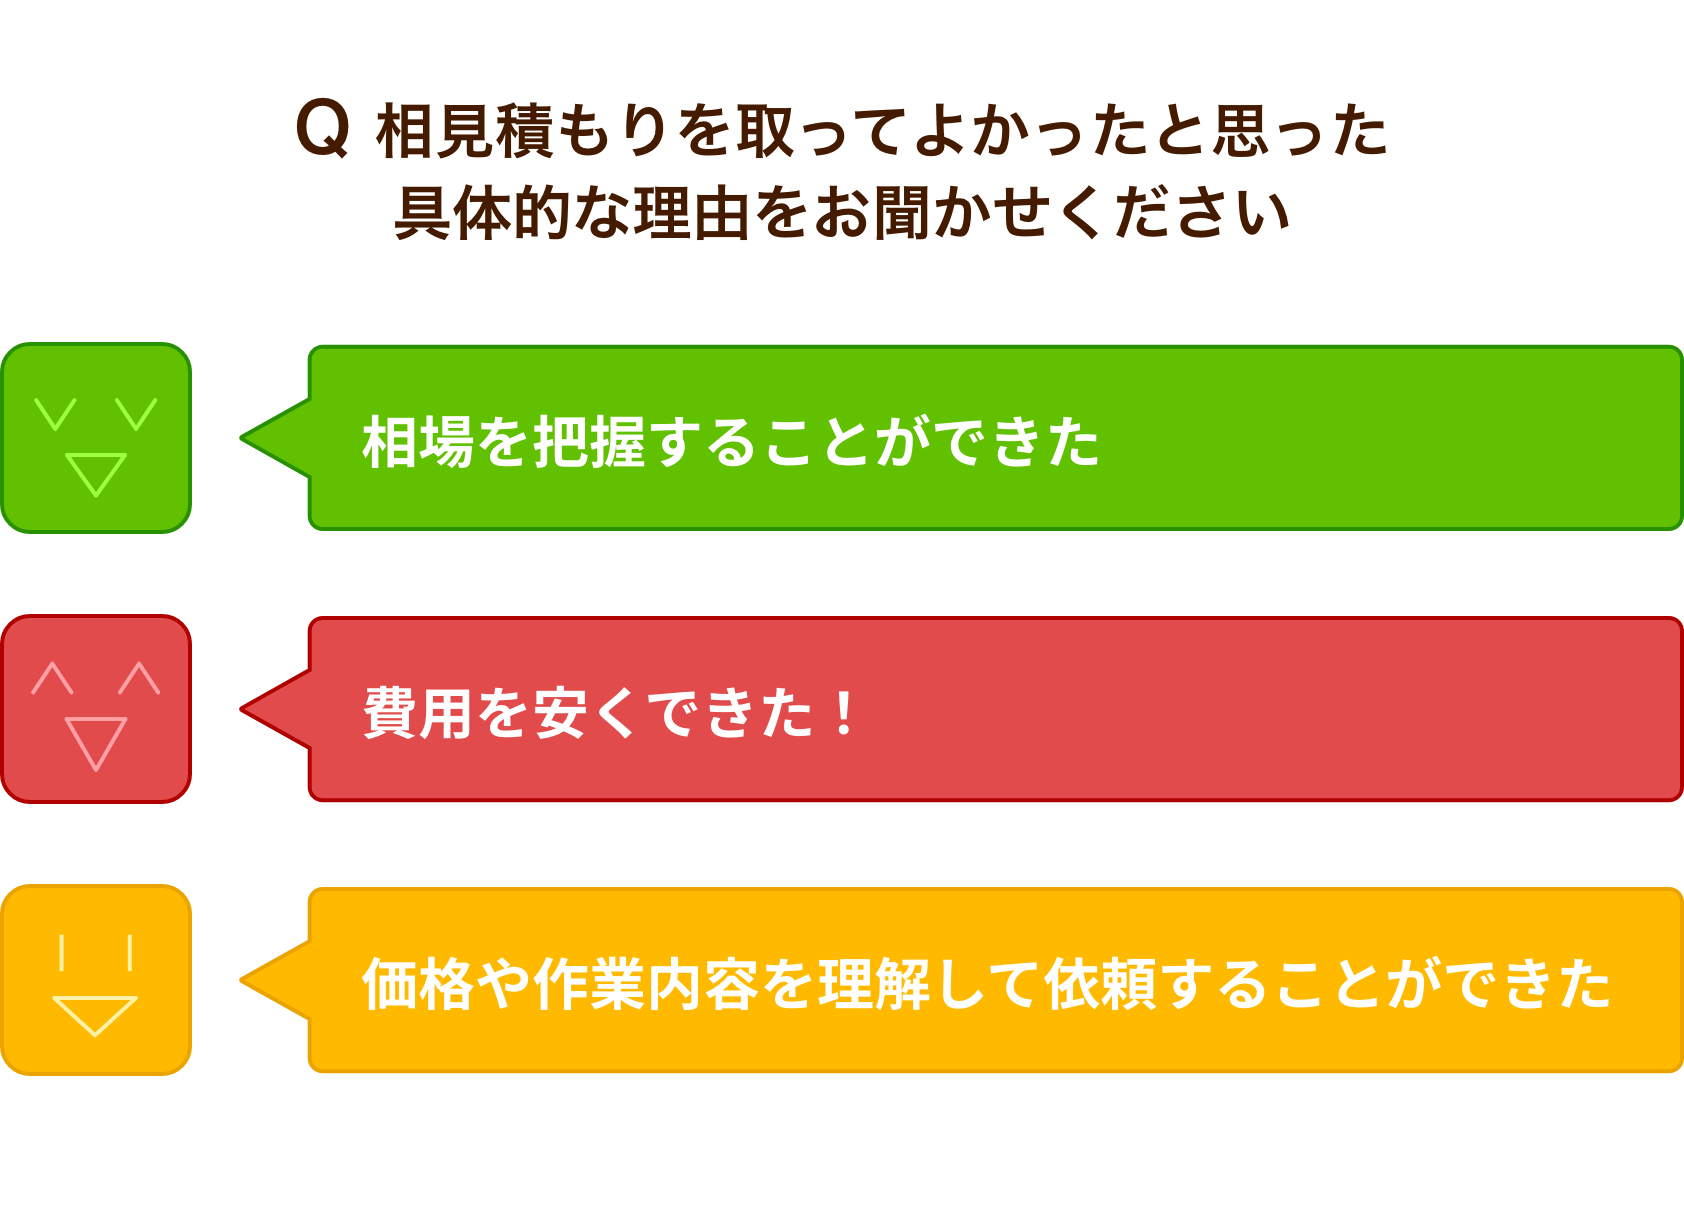 Q 相見積もりを取ってよかったと思った
具体的な理由をお聞かせください
相場を把握することができた
費用を安くできた！
価格や作業内容を理解して依頼することができた